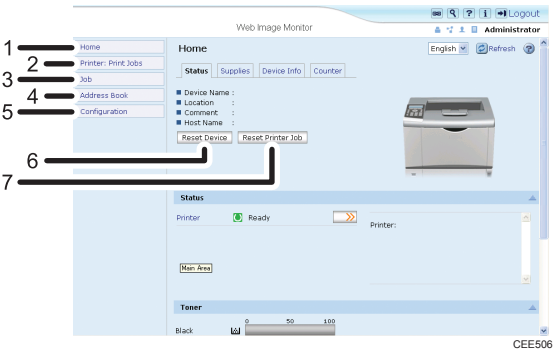 Logout
Web Image Monitor
Administrator
1 Home
2 Printer: Print Jobs
3 Job
4 Address Book
5 Configuration
Home
English
Refresh
Status Supplies Device Info Counter
Device Name :
Location :
Comment :
Host Name :
Reset Device Reset Printer Job
6
7
Status
Printer Ready
Printer:
Main Area
Toner
0 50 100
Black
CEE506